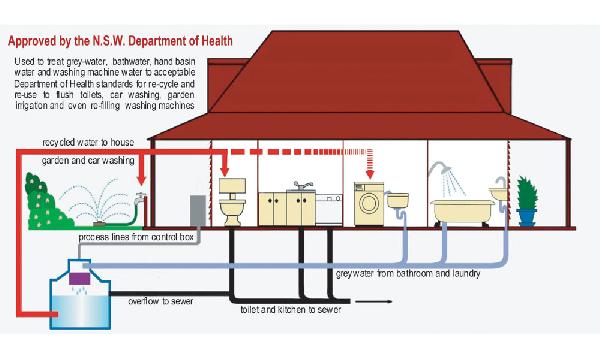 Approved by the N.S.W. Department of Health
Used to treat grey-water, bathwater, hand basin
water and washing machine water to acceptable
Department of Health standards for re-cycle and
re-use to flush toilets, car washing, garden
irrigation and even re-filling washing machines
recycled water to house
garden and car washing
process lines from control box
greywater from bathroom and laundry
overflow to sewer
toilet and kitchen to sewer